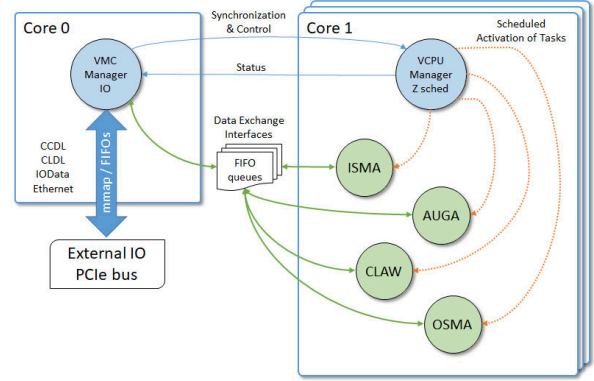 Core 0
Synchronization
& Control
Core 1
Scheduled
Activation of Tasks
VMC
Manager
IO
VCPU
Manager
Z sched
Status
CCDL
CLDL
IOData
Ethernet
mmap / FIFOs
Data Exchange
Interfaces
FIFO
queues
ISMA
AUGA
External IO
PCIe bus
CLAW
OSMA